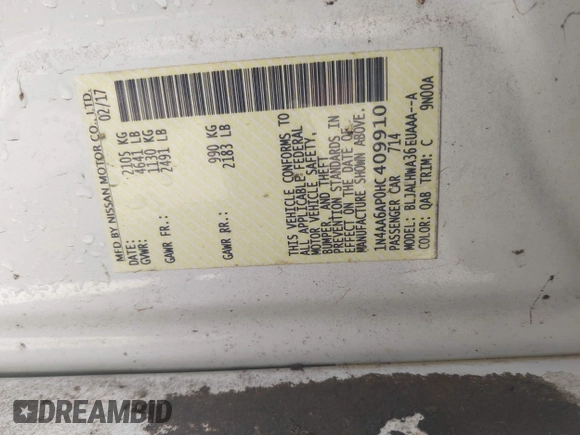 MFD BY NISSAN MOTOR CO., LTD.
DATE: 02/17
GVWR: 2105 KG
4641 LB
GAWR FR.: 1130 KG
2491 LB
GAWR RR.: 990 KG
2183 LB
THIS VEHICLE CONFORMS TO
ALL APPLICABLE FEDERAL
MOTOR VEHICLE SAFETY,
BUMPER, AND THEFT
PREVENTION STANDARDS IN
EFFECT ON THE DATE OF
MANUFACTURE SHOWN ABOVE.
1N4AA6AP0HC409910
PASSENGER CAR 714
MODEL: BLJALHWA36EUAAA--A
COLOR: QAB TRIM: C 9N00A
DREAMBID